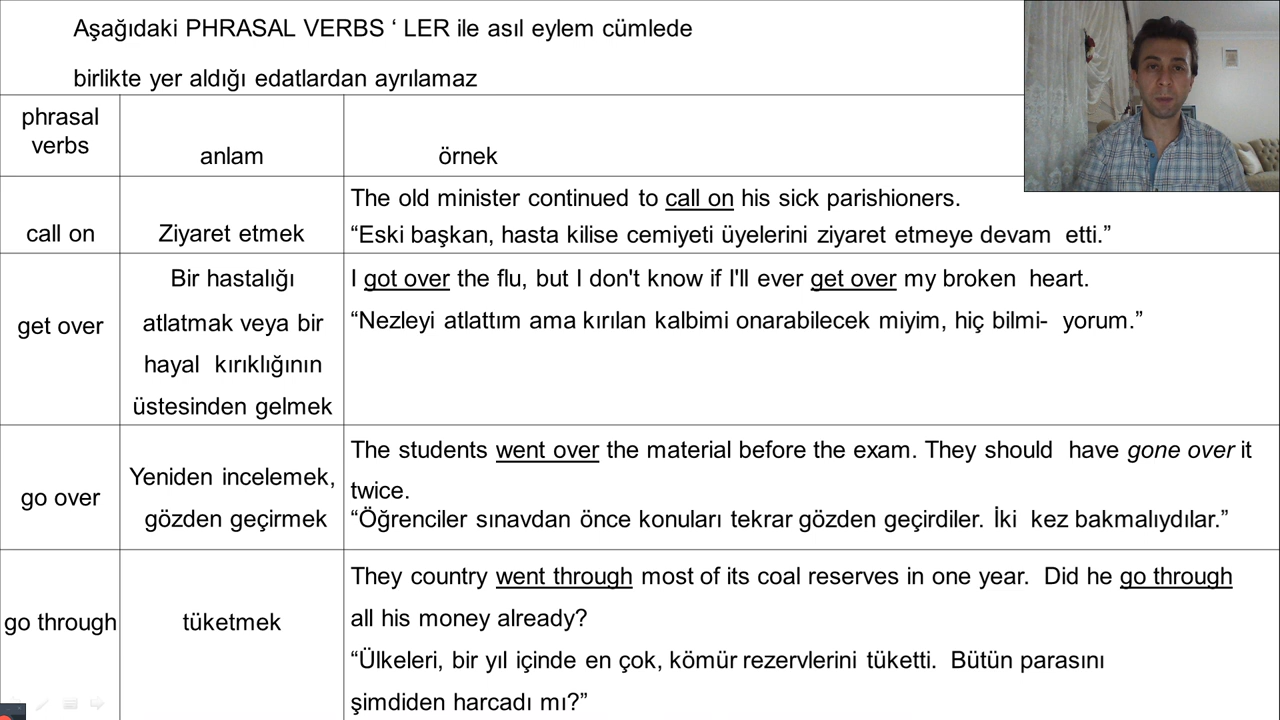 Aşağıdaki PHRASAL VERBS ‘ LER ile asıl eylem cümlede
birlikte yer aldığı edatlardan ayrılamaz
phrasal
verbs
anlam
örnek
call on
Ziyaret etmek
The old minister continued to call on his sick parishioners.
“Eski başkan, hasta kilise cemiyeti üyelerini ziyaret etmeye devam etti.”
get over
Bir hastalığı
atlatmak veya bir
hayal kırıklığının
üstesinden gelmek
I got over the flu, but I don't know if I'll ever get over my broken heart.
“Nezleyi atlattım ama kırılan kalbimi onarabilecek miyim, hiç bilmi- yorum.”
go over
Yeniden incelemek,
gözden geçirmek
The students went over the material before the exam. They should have gone over it
twice.
“Öğrenciler sınavdan önce konuları tekrar gözden geçirdiler. İki kez bakmalıydılar.”
go through
tüketmek
They country went through most of its coal reserves in one year. Did he go through
all his money already?
“Ülkeleri, bir yıl içinde en çok, kömür rezervlerini tüketti. Bütün parasını
şimdiden harcadı mı?”